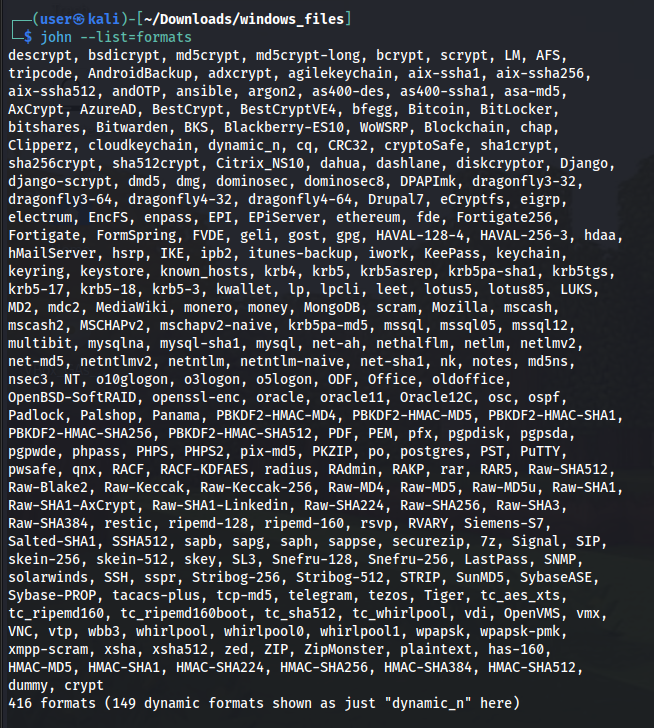 ┌──(user㉿kali)-[~/Downloads/windows_files]
└─$ john --list=formats
descrypt, bsdicrypt, md5crypt, md5crypt-long, bcrypt, scrypt, LM, AFS,
tripcode, AndroidBackup, adxcrypt, agilekeychain, aix-ssha1, aix-ssha256,
aix-ssha512, andOTP, ansible, argon2, as400-des, as400-ssha1, asa-md5,
AxCrypt, AzureAD, BestCrypt, BestCryptVE4, bfegg, Bitcoin, BitLocker,
bitshares, Bitwarden, BKS, Blackberry-ES10, WoWSRP, Blockchain, chap,
Clipperz, cloudkeychain, dynamic_n, cq, CRC32, cryptoSafe, sha1crypt,
sha256crypt, sha512crypt, Citrix_NS10, dahua, dashlane, diskcryptor, Django,
django-scrypt, dmd5, dmg, dominosec, dominosec8, DPAPImk, dragonfly3-32,
dragonfly3-64, dragonfly4-32, dragonfly4-64, Drupal7, eCryptfs, eigrp,
electrum, EncFS, enpass, EPI, EPiServer, ethereum, fde, Fortigate256,
Fortigate, FormSpring, FVDE, geli, gost, gpg, HAVAL-128-4, HAVAL-256-3, hdaa,
hMailServer, hsrp, IKE, ipb2, itunes-backup, iwork, KeePass, keychain,
keyring, keystore, known_hosts, krb4, krb5, krb5asrep, krb5pa-sha1, krb5tgs,
krb5-17, krb5-18, krb5-3, kwallet, lp, lpcli, leet, lotus5, lotus85, LUKS,
MD2, mdc2, MediaWiki, monero, money, MongoDB, scram, Mozilla, mscash,
mscash2, MSCHAPv2, mschapv2-naive, krb5pa-md5, mssql, mssql05, mssql12,
multibit, mysqlna, mysql-sha1, mysql, net-ah, nethalflm, netlm, netlmv2,
net-md5, netntlmv2, netntlm, netntlm-naive, net-sha1, nk, notes, md5ns,
nsec3, NT, o10glogon, o3logon, o5logon, ODF, Office, oldoffice,
OpenBSD-SoftRAID, openssl-enc, oracle, oracle11, Oracle12C, osc, ospf,
Padlock, Palshop, Panama, PBKDF2-HMAC-MD4, PBKDF2-HMAC-MD5, PBKDF2-HMAC-SHA1,
PBKDF2-HMAC-SHA256, PBKDF2-HMAC-SHA512, PDF, PEM, pfx, pgpdisk, pgpsda,
pgpwde, phpass, PHPS, PHPS2, pix-md5, PKZIP, po, postgres, PST, PuTTY,
pwsafe, qnx, RACF, RACF-KDFAES, radius, RAdmin, RAKP, rar, RAR5, Raw-SHA512,
Raw-Blake2, Raw-Keccak, Raw-Keccak-256, Raw-MD4, Raw-MD5, Raw-MD5u, Raw-SHA1,
Raw-SHA1-AxCrypt, Raw-SHA1-Linkedin, Raw-SHA224, Raw-SHA256, Raw-SHA3,
Raw-SHA384, restic, ripemd-128, ripemd-160, rsvp, RVARY, Siemens-S7,
Salted-SHA1, SSHA512, sapb, sapg, saph, sappse, securezip, 7z, Signal, SIP,
skein-256, skein-512, skey, SL3, Snefru-128, Snefru-256, LastPass, SNMP,
solarwinds, SSH, sspr, Stribog-256, Stribog-512, STRIP, SunMD5, SybaseASE,
Sybase-PROP, tacacs-plus, tcp-md5, telegram, tezos, Tiger, tc_aes_xts,
tc_ripemd160, tc_ripemd160boot, tc_sha512, tc_whirlpool, vdi, OpenVMS, vmx,
VNC, vtp, wbb3, whirlpool, whirlpool0, whirlpool1, wpapsk, wpapsk-pmk,
xmpp-scram, xsha, xsha512, zed, ZIP, ZipMonster, plaintext, has-160,
HMAC-MD5, HMAC-SHA1, HMAC-SHA224, HMAC-SHA256, HMAC-SHA384, HMAC-SHA512,
dummy, crypt
416 formats (149 dynamic formats shown as just "dynamic_n" here)